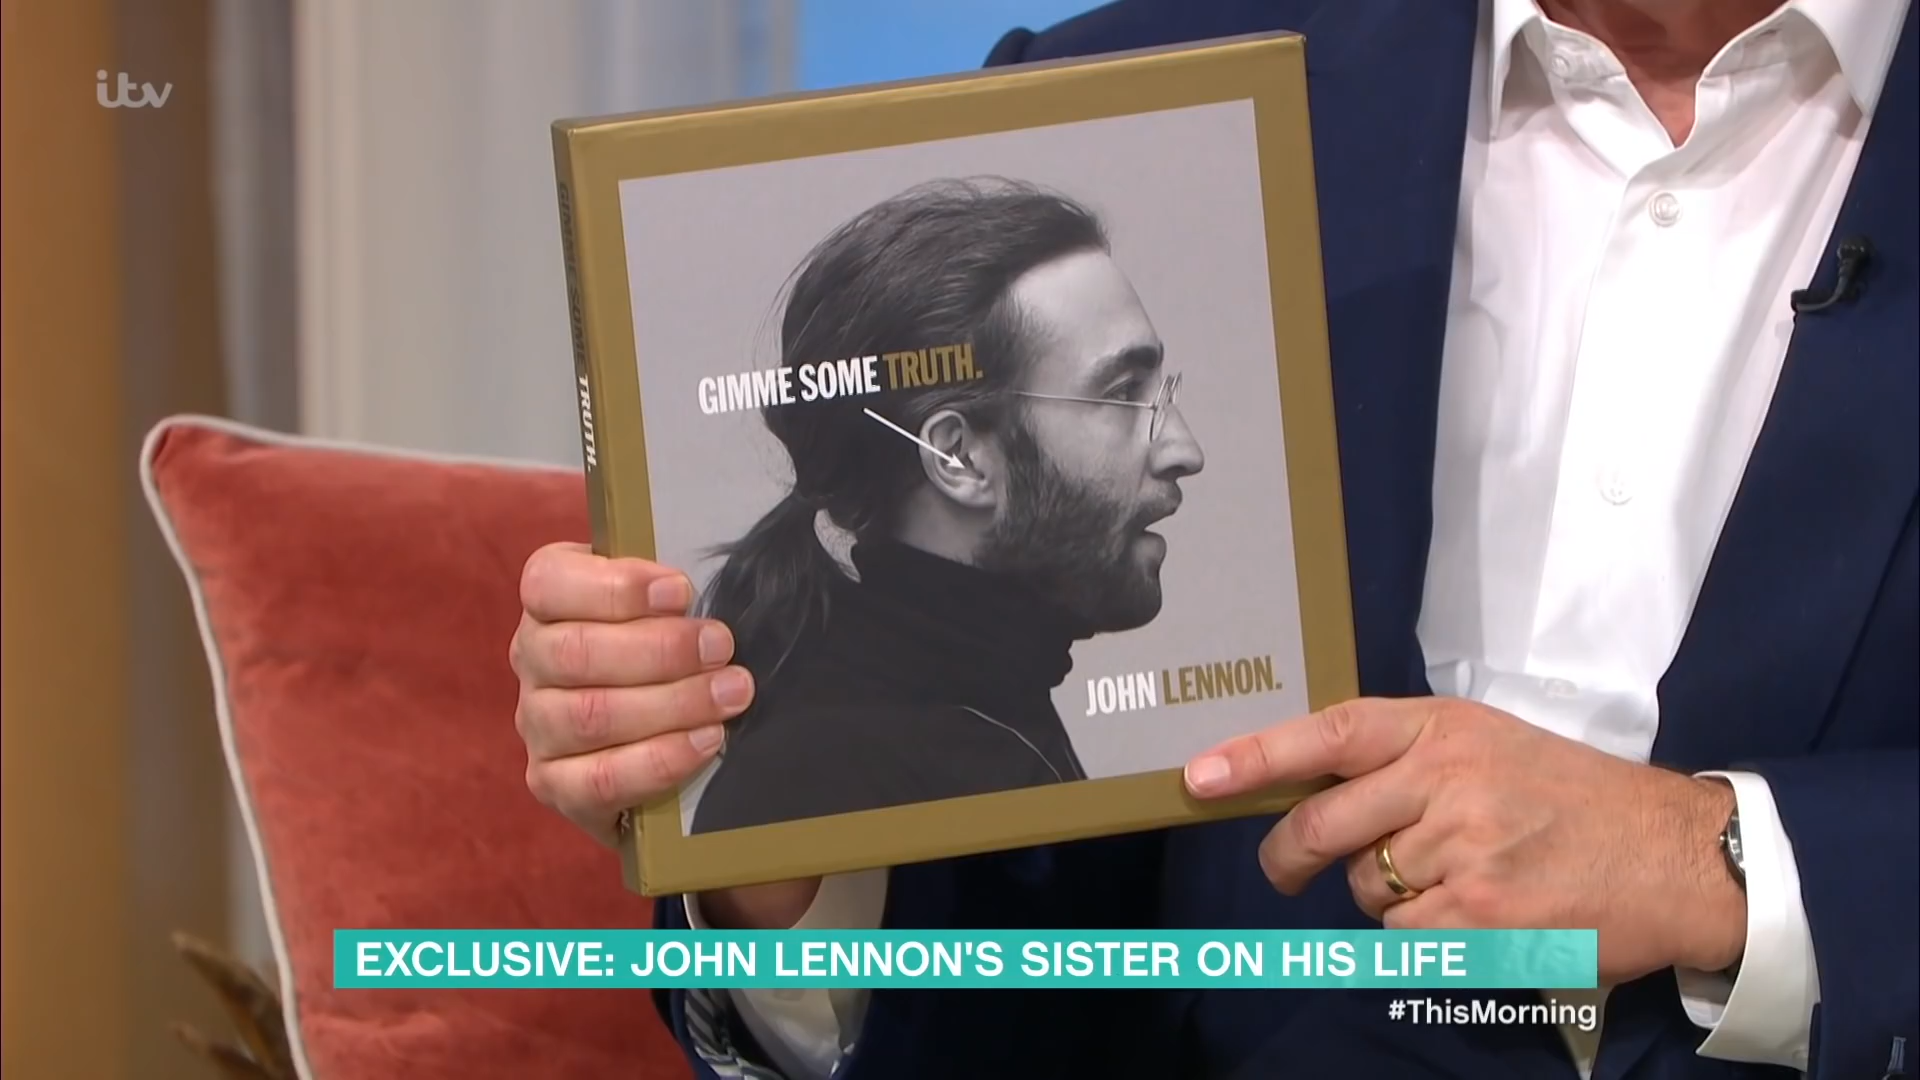 itv
GIMME SOME TRUTH.
GIMME SOME TRUTH.
JOHN LENNON.
EXCLUSIVE: JOHN LENNON'S SISTER ON HIS LIFE
#ThisMorning